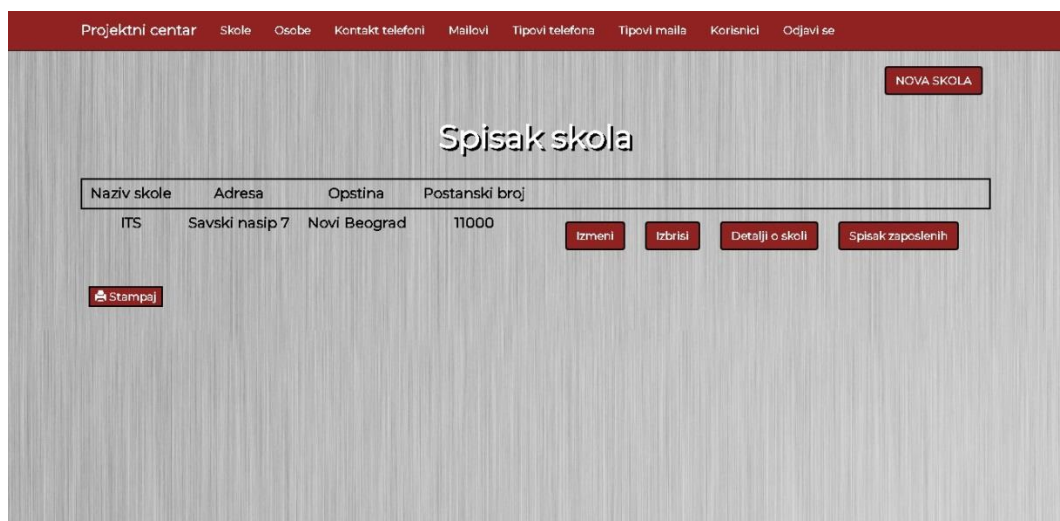 Projektni centar Skole Osobe Kontakt telefoni Mailovi Tipovi telefona Tipovi maila Korisnici Odjavi se
NOVA SKOLA
Spisak skola
Naziv skole Adresa Opstina Postanski broj
ITS Savski nasip 7 Novi Beograd 11000 Izmeni Izbrisi Detalji o skoli Spisak zaposlenih
Stampaj